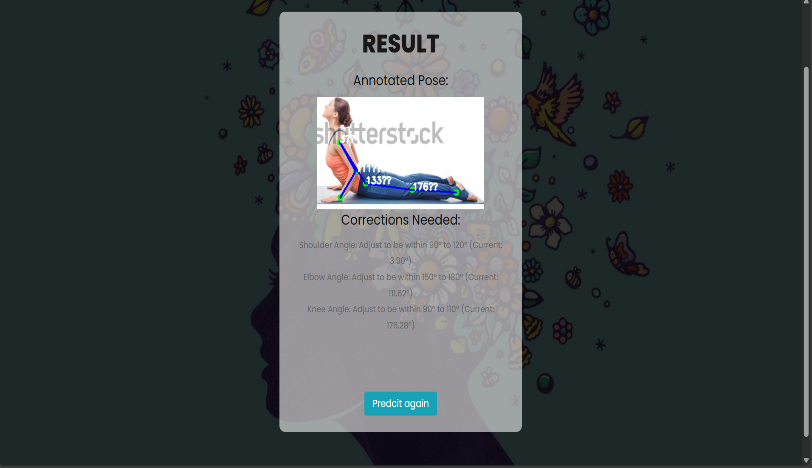 RESULT
Annotated Pose:
shutterstock
133??
176??
Corrections Needed:
Shoulder Angle: Adjust to be within 90° to 120° (Current:
3.90°)
Elbow Angle: Adjust to be within 150° to 180° (Current:
111.62°)
Knee Angle: Adjust to be within 90° to 110° (Current:
176.28°)
Predcit again